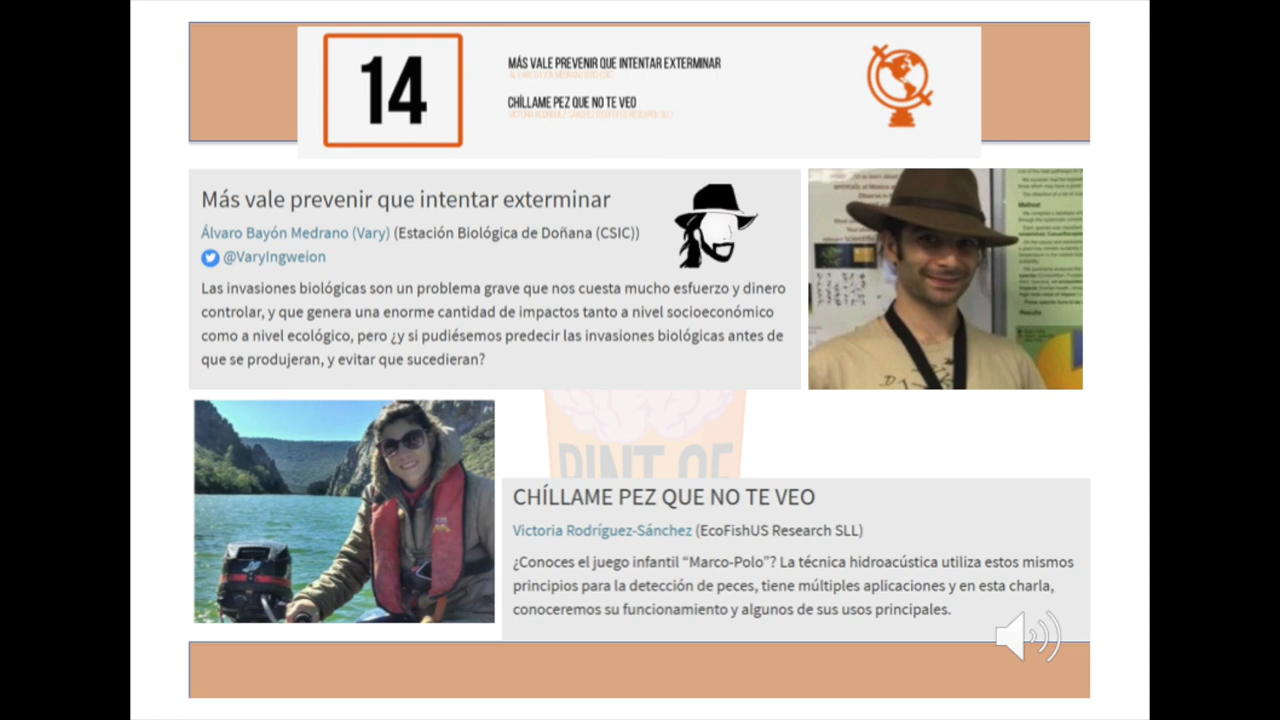 14
MÁS VALE PREVENIR QUE INTENTAR EXTERMINAR
CHÍLLAME PEZ QUE NO TE VEO
Más vale prevenir que intentar exterminar
Álvaro Bayón Medrano (Vary) (Estación Biológica de Doñana (CSIC))
@VaryIngweion
Las invasiones biológicas son un problema grave que nos cuesta mucho esfuerzo y dinero
controlar, y que genera una enorme cantidad de impactos tanto a nivel socioeconómico
como a nivel ecológico, pero ¿y si pudiésemos predecir las invasiones biológicas antes de
que se produjeran, y evitar que sucedieran?
Method
Results
PINT OF
CHÍLLAME PEZ QUE NO TE VEO
Victoria Rodríguez-Sánchez (EcoFishUS Research SLL)
¿Conoces el juego infantil “Marco-Polo”? La técnica hidroacústica utiliza estos mismos
principios para la detección de peces, tiene múltiples aplicaciones y en esta charla,
conoceremos su funcionamiento y algunos de sus usos principales.